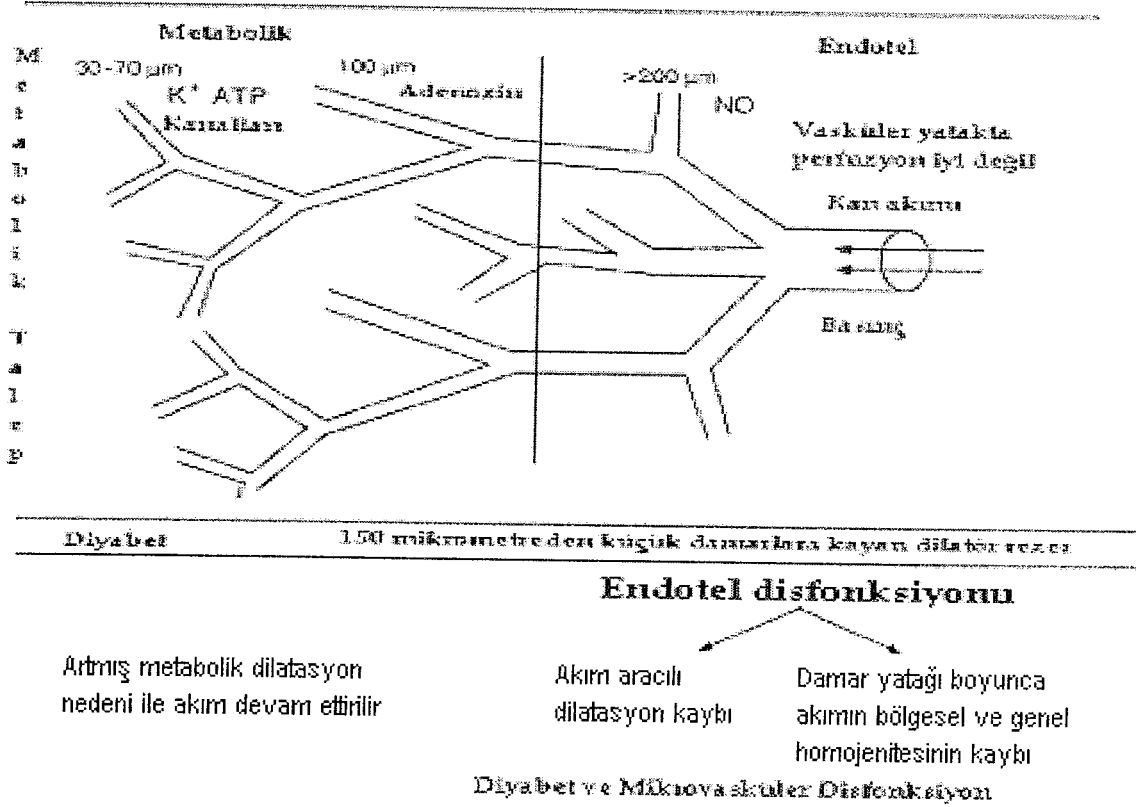 Metabolik
Endotel
Metabolik Talep
30-70 µm
100 µm
>200 µm
K+ ATP
Kanalları
Adenozin
NO
Vasküler yatakta
perfüzyon iyi değil
Kan akımı
Basınç
Diyabet
150 mikrometreden küçük damarlara kayan dilatör
Endotel disfonksiyonu
Artmış metabolik dilatasyon
nedeni ile akım devam ettirilir
Akım aracılı
dilatasyon kaybı
Damar yatağı boyunca
akımın bölgesel ve genel
homojenitesinin kaybı
Diyabet ve Mikrovasküler Disfonksiyon